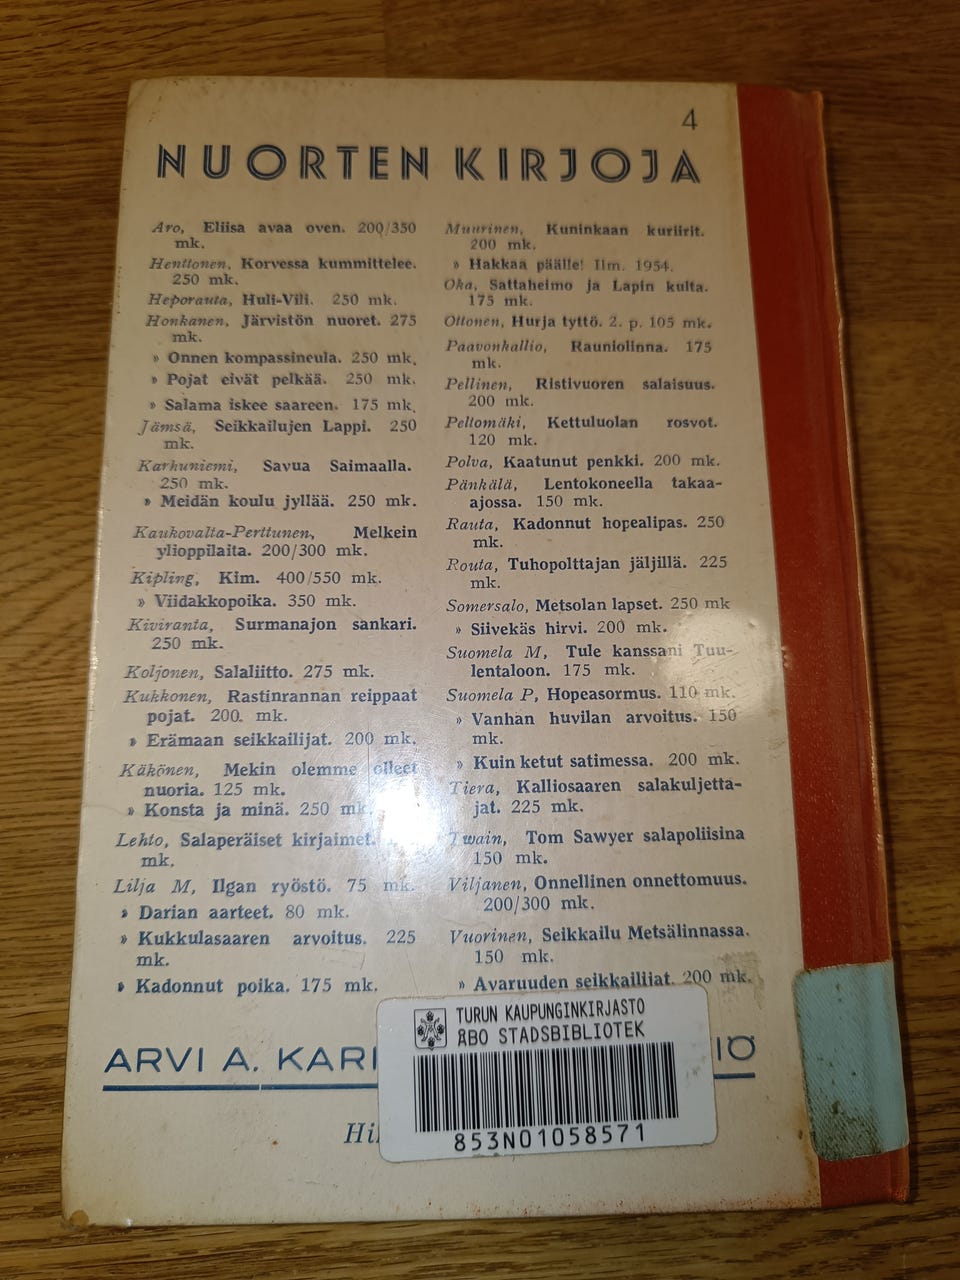 4
NUORTEN KIRJOJA
Aro, Eliisa avaa oven. 200/350
mk.
Henttonen, Korvessa kummittelee.
250 mk.
Heporauta, Huli-Vili. 250 mk.
Honkanen, Järvistön nuoret. 275
mk.
» Onnen kompassineula. 250 mk.
» Pojat eivät pelkää. 250 mk.
» Salama iskee saareen. 175 mk.
Jämsä, Seikkailujen Lappi. 250
mk.
Karhuniemi, Savua Saimaalla.
250 mk.
» Meidän koulu jyllää. 250 mk.
Kaukovalta-Perttunen, Melkein
ylioppilaita. 200/300 mk.
Kipling, Kim. 400/550 mk.
» Viidakkopoika. 350 mk.
Kiviranta, Surmanajon sankari.
250 mk.
Koljonen, Salaliitto. 275 mk.
Kukkonen, Rastinrannan reippaat
pojat. 200. mk.
» Erämaan seikkailijat. 200 mk.
Käkönen, Mekin olemme olleet
nuoria. 125 mk.
» Konsta ja minä. 250 mk.
Lehto, Salaperäiset kirjaimet.
mk.
Lilja M, Ilgan ryöstö. 75 mk.
» Darian aarteet. 80 mk.
» Kukkulasaaren arvoitus. 225
mk.
» Kadonnut poika. 175 mk.
Muurinen, Kuninkaan kuriirit.
200 mk.
» Hakkaa päälle! Ilm. 1954.
Oka, Sattaheimo ja Lapin kulta.
175 mk.
Ottonen, Hurja tyttö. 2. p. 105 mk.
Paavonkallio, Rauniolinna. 175
mk.
Pellinen, Ristivuoren salaisuus.
200 mk.
Peltomäki, Kettuluolan rosvot.
120 mk.
Polva, Kaatunut penkki. 200 mk.
Pänkälä, Lentokoneella takaa-
ajossa. 150 mk.
Rauta, Kadonnut hopealipas. 250
mk.
Routa, Tuhopolttajan jäljillä. 225
mk.
Somersalo, Metsolan lapset. 250 mk
» Siivekäs hirvi. 200 mk.
Suomela M, Tule kanssani Tuu-
lentaloon. 175 mk.
Suomela P, Hopeasormus. 110 mk.
» Vanhan huvilan arvoitus. 150
mk.
» Kuin ketut satimessa. 200 mk.
Tiera, Kalliosaaren salakuljetta-
jat. 225 mk.
Twain, Tom Sawyer salapoliisina
150 mk.
Viljanen, Onnellinen onnettomuus.
200/300 mk.
Vuorinen, Seikkailu Metsälinnassa.
150 mk.
» Avaruuden seikkailijat. 200 mk.
TURUN KAUPUNGINKIRJASTO
ÅBO STADSBIBLIOTEK
853N01058571
ARVI A. KARI